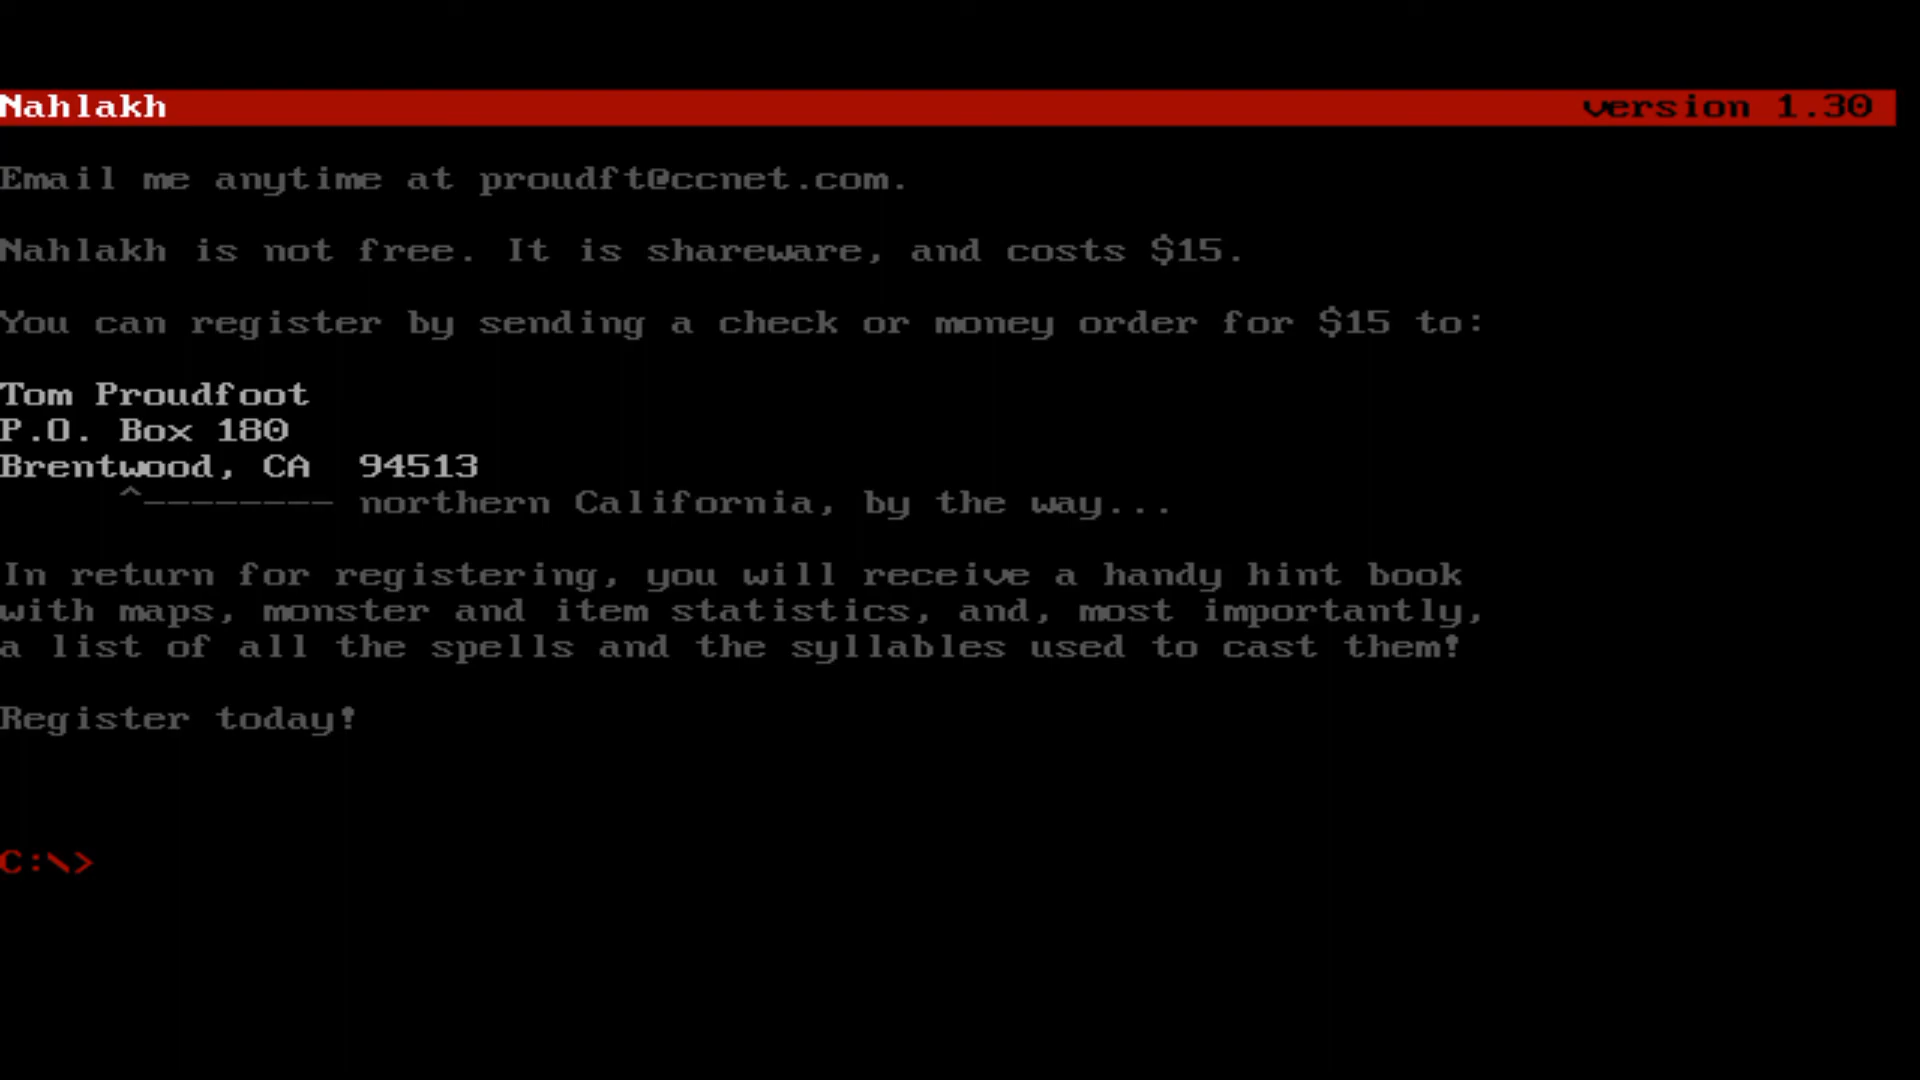 Nahlakh version 1.30
Email me anytime at proudft@ccnet.com.
Nahlakh is not free. It is shareware, and costs $15.
You can register by sending a check or money order for $15 to:
Tom Proudfoot
P.O. Box 180
Brentwood, CA  94513
^-------- northern California, by the way...
In return for registering, you will receive a handy hint book
with maps, monster and item statistics, and, most importantly,
a list of all the spells and the syllables used to cast them!
Register today!
C:\>